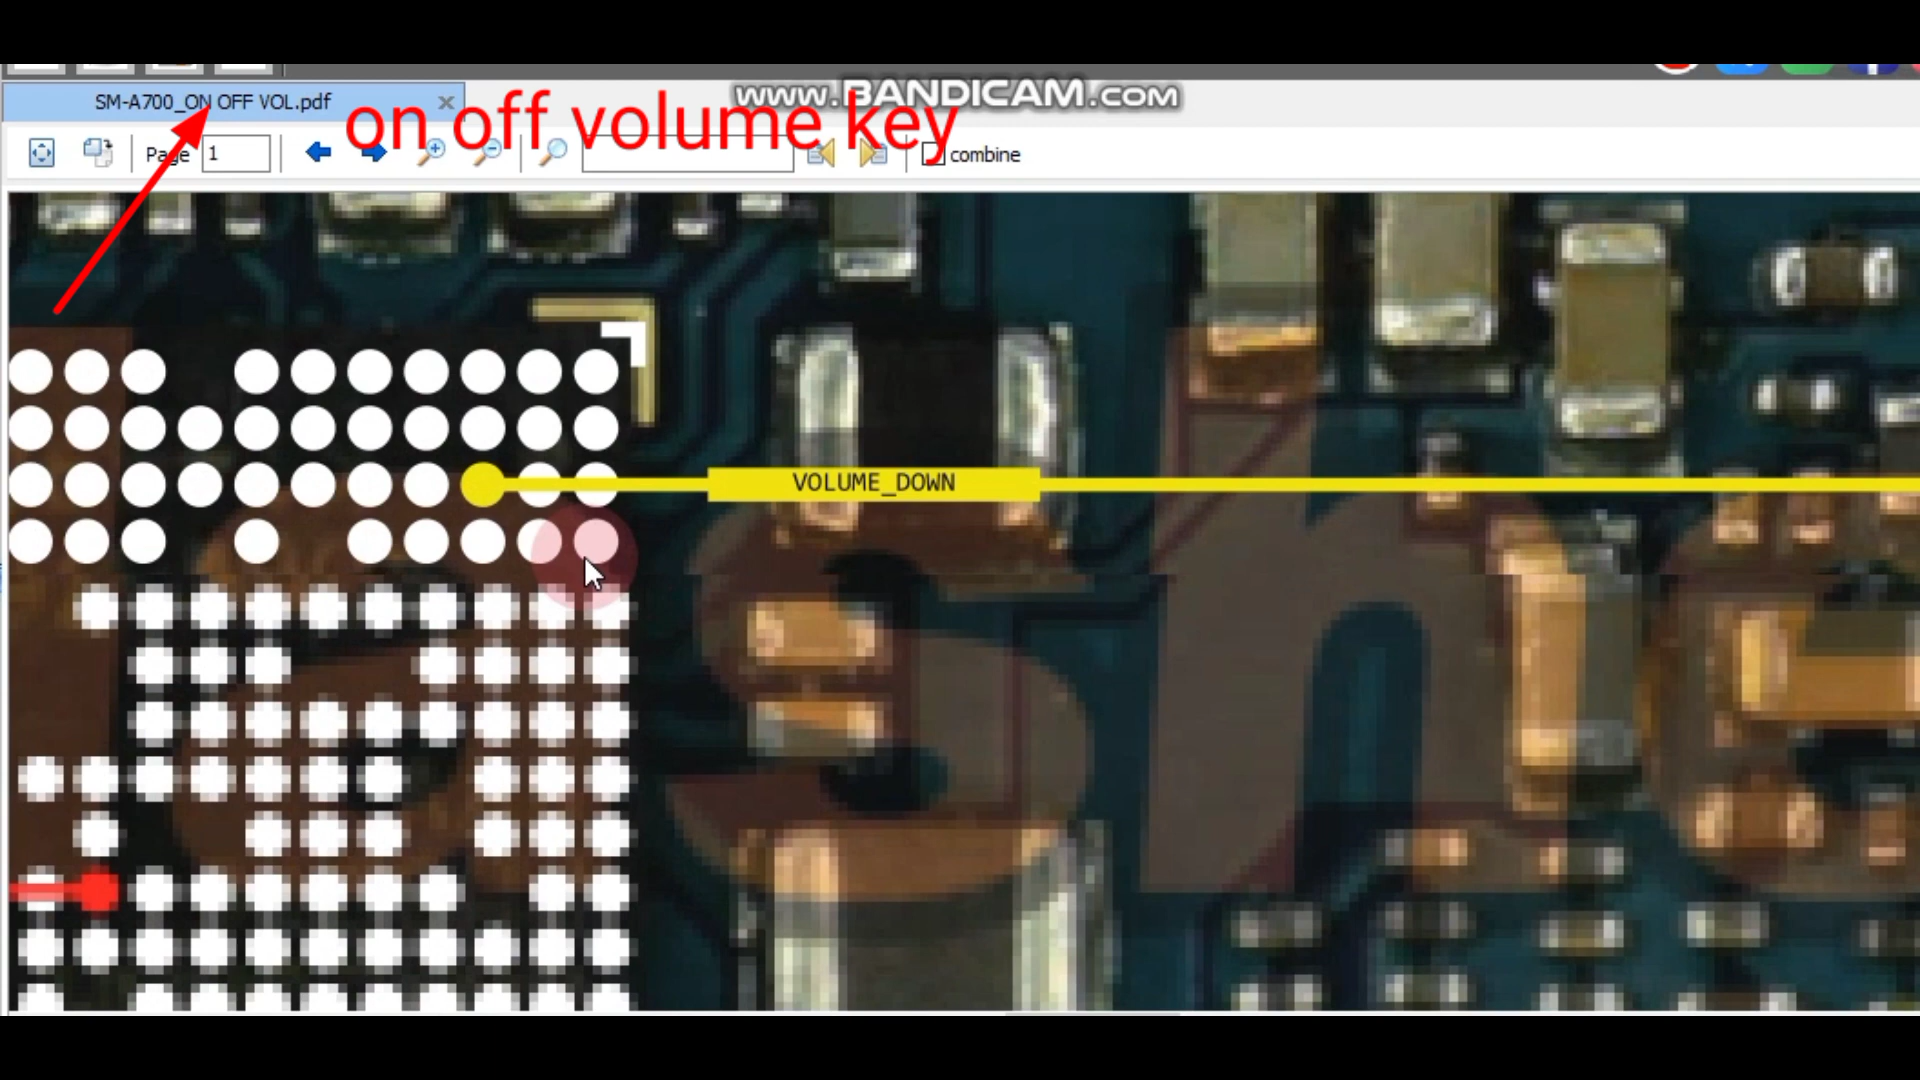 www.BANDICAM.com
SM-A700_ON OFF VOL.pdf
on off volume key
Page 1
combine
VOLUME_DOWN